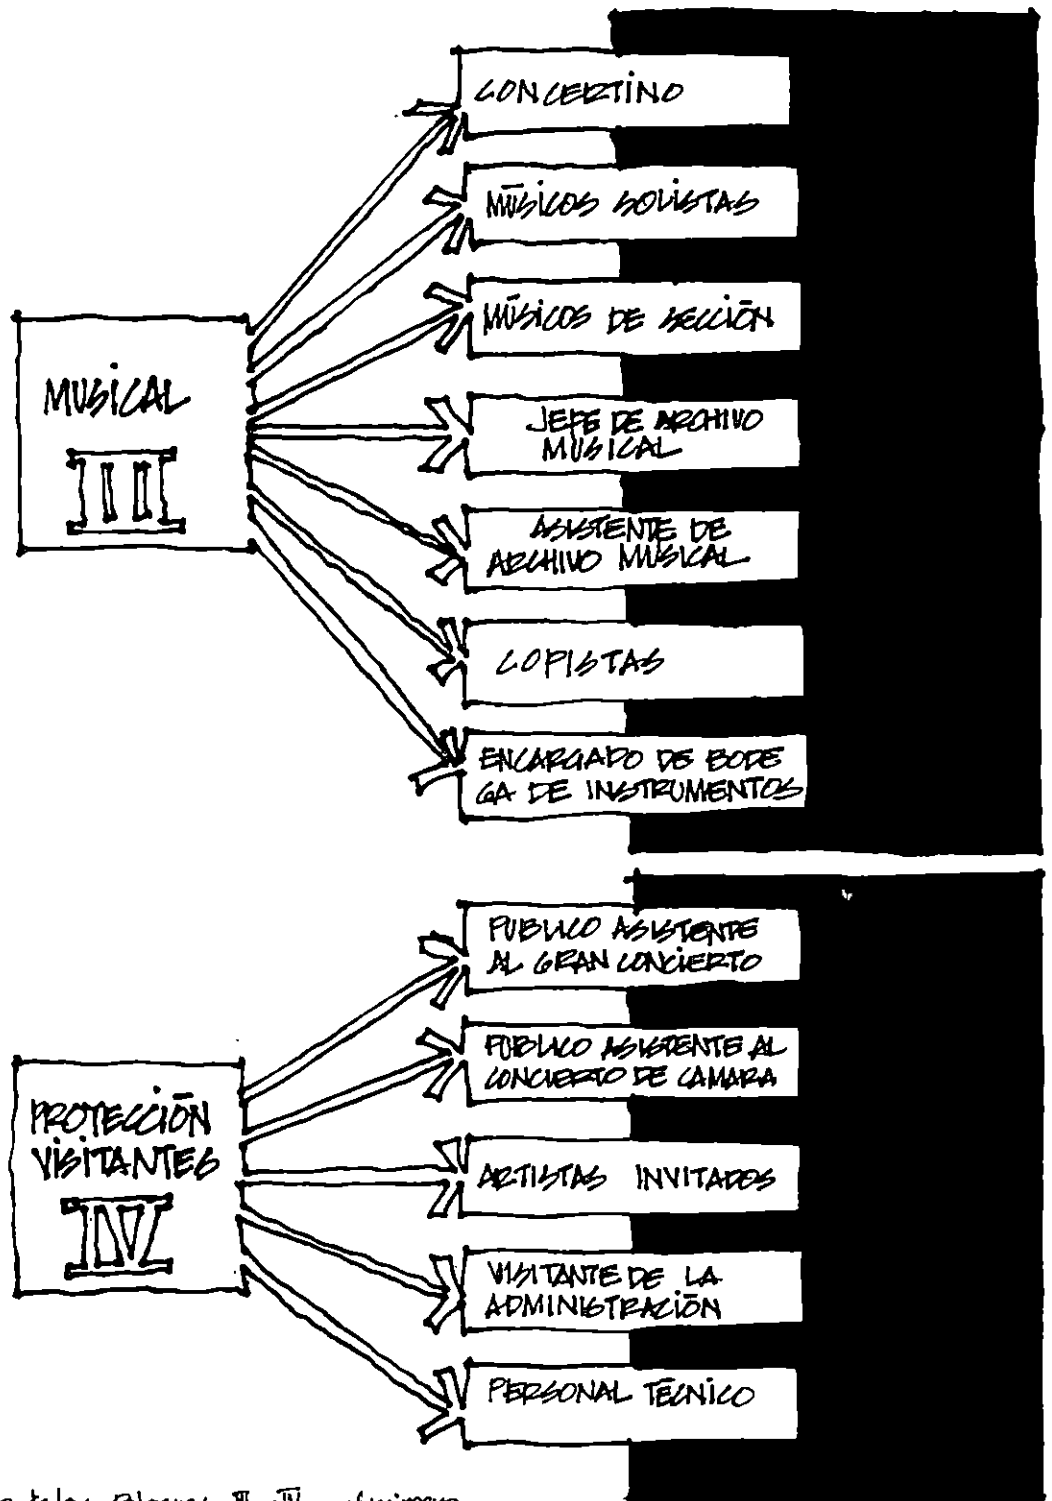 CONCERTINO
MÚSICOS SOLISTAS
MÚSICOS DE SECCIÓN
MUSICAL
III
JEFE DE ARCHIVO
MUSICAL
ASISTENTE DE
ARCHIVO MUSICAL
COPISTAS
ENCARGADO DE BODE
GA DE INSTRUMENTOS
PUBLICO ASISTENTE
AL GRAN CONCIERTO
PUBLICO ASISTENTE AL
CONCIERTO DE CAMARA
PROTECCIÓN
VISITANTES
IV
ARTISTAS INVITADOS
VISITANTE DE LA
ADMINISTRACIÓN
PERSONAL TÉCNICO